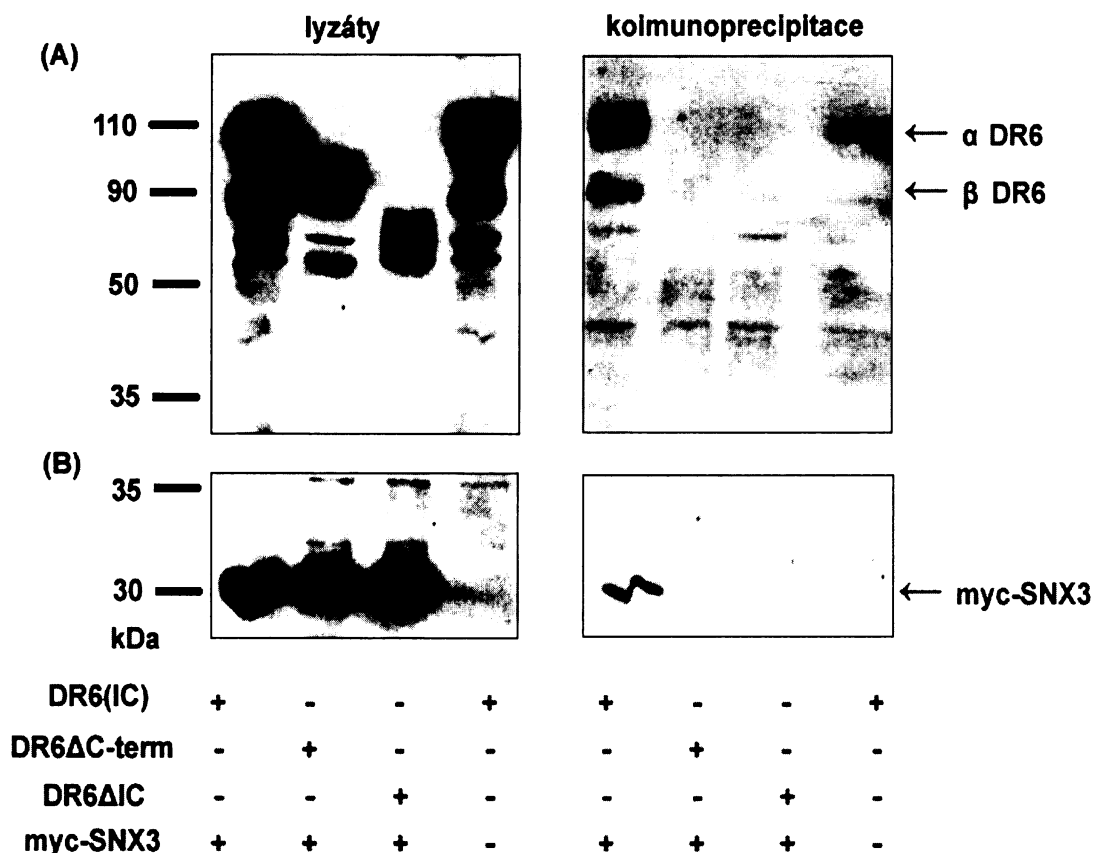 lyzáty koimunoprecipitace
(A)
110 ← α DR6
90 ← β DR6
50
35
(B)
35
30 ← myc-SNX3
kDa
DR6(IC) + - - + + - - +
DR6ΔC-term - + - - - + - -
DR6ΔIC - - + - - - + -
myc-SNX3 + + + - + + + -